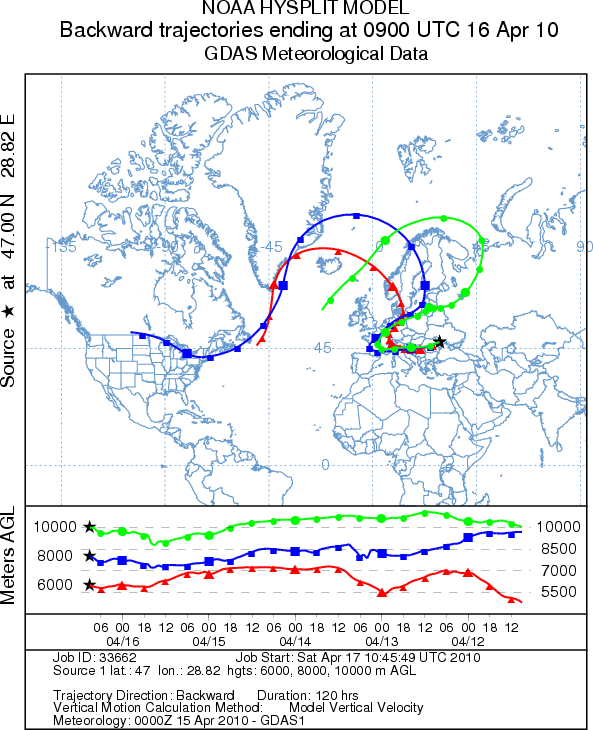 NOAA HYSPLIT MODEL
Backward trajectories ending at 0900 UTC 16 Apr 10
GDAS Meteorological Data
Source ★ at 47.00 N 28.82 E
-135 -90 -45 45 90
45
0
Meters AGL
10000 10000
8000 8500
7000
6000 5500
06 00 18 12 06 00 18 12 06 00 18 12 06 00 18 12 06 00 18 12
04/16 04/15 04/14 04/13 04/12
Job ID: 33662 Job Start: Sat Apr 17 10:45:49 UTC 2010
Source 1 lat.: 47 lon.: 28.82 hgts: 6000, 8000, 10000 m AGL
Trajectory Direction: Backward Duration: 120 hrs
Vertical Motion Calculation Method: Model Vertical Velocity
Meteorology: 0000Z 15 Apr 2010 - GDAS1